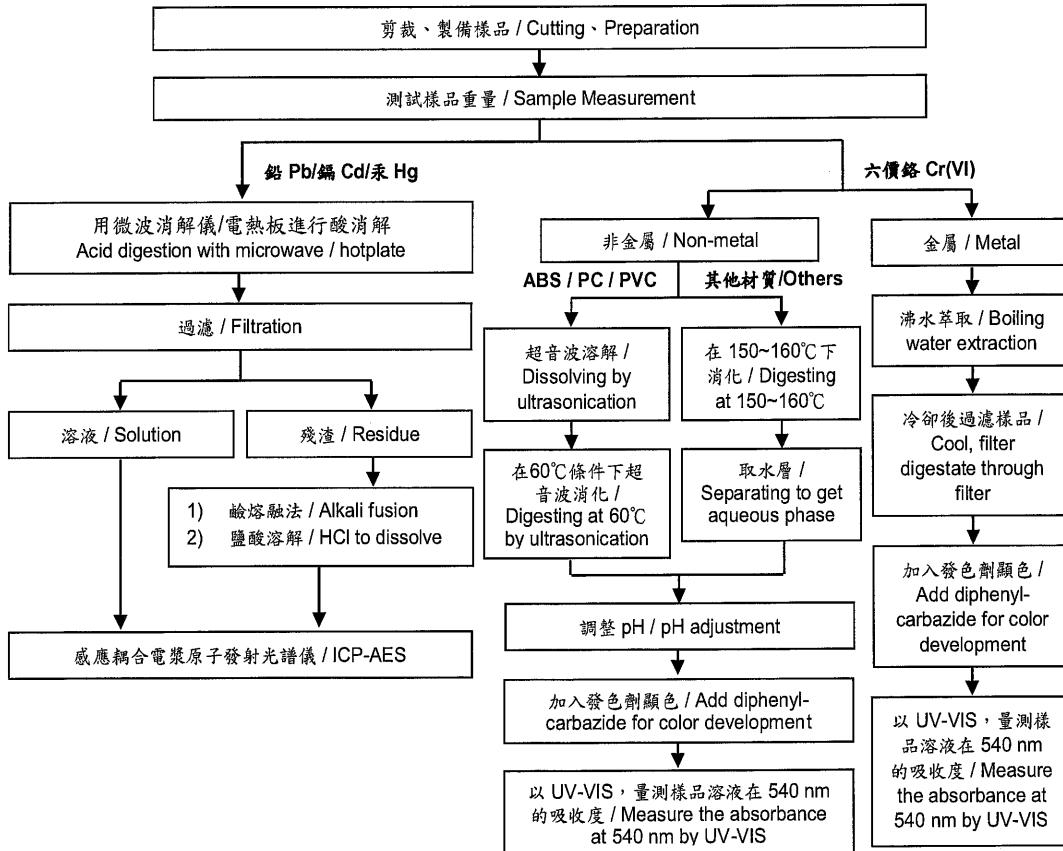 剪裁、製備樣品 / Cutting、Preparation
測試樣品重量 / Sample Measurement
鉛 Pb/鎘 Cd/汞 Hg
六價鉻 Cr(VI)
用微波消解儀/電熱板進行酸消解
Acid digestion with microwave / hotplate
過濾 / Filtration
溶液 / Solution
殘渣 / Residue
1) 鹼熔融法 / Alkali fusion
2) 鹽酸溶解 / HCl to dissolve
感應耦合電漿原子發射光譜儀 / ICP-AES
非金屬 / Non-metal
ABS / PC / PVC
其他材質/Others
超音波溶解 /
Dissolving by
ultrasonication
在60℃條件下超
音波消化 /
Digesting at 60℃
by ultrasonication
在 150~160℃下
消化 / Digesting
at 150~160℃
取水層 /
Separating to get
aqueous phase
調整 pH / pH adjustment
加入發色劑顯色 / Add diphenyl-
carbazide for color development
以 UV-VIS，量測樣品溶液在 540 nm
的吸收度 / Measure the absorbance
at 540 nm by UV-VIS
金屬 / Metal
沸水萃取 / Boiling
water extraction
冷卻後過濾樣品 /
Cool, filter
digestate through
filter
加入發色劑顯色 /
Add diphenyl-
carbazide for color
development
以 UV-VIS，量測樣
品溶液在 540 nm
的吸收度 / Measure
the absorbance at
540 nm by UV-VIS